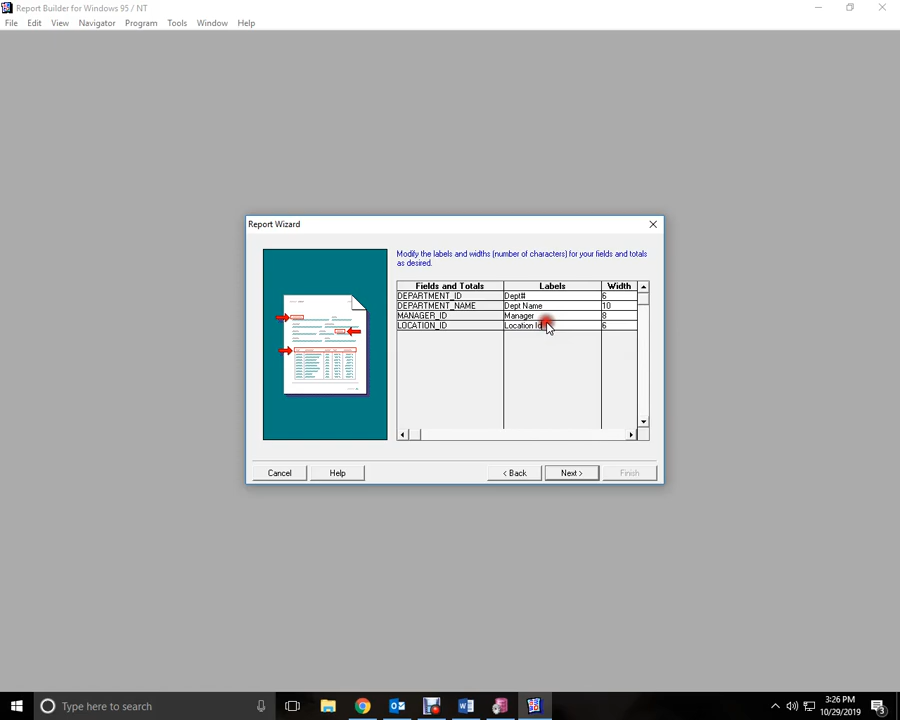 Report Builder for Windows 95 / NT
File Edit View Navigator Program Tools Window Help
Report Wizard
Modify the labels and widths (number of characters) for your fields and totals
as desired.
Fields and Totals Labels Width
DEPARTMENT_ID Dept# 6
DEPARTMENT_NAME Dept Name 10
MANAGER_ID Manager 8
LOCATION_ID Location Id 6
Cancel Help < Back Next > Finish
Type here to search
3:26 PM
10/29/2019
3